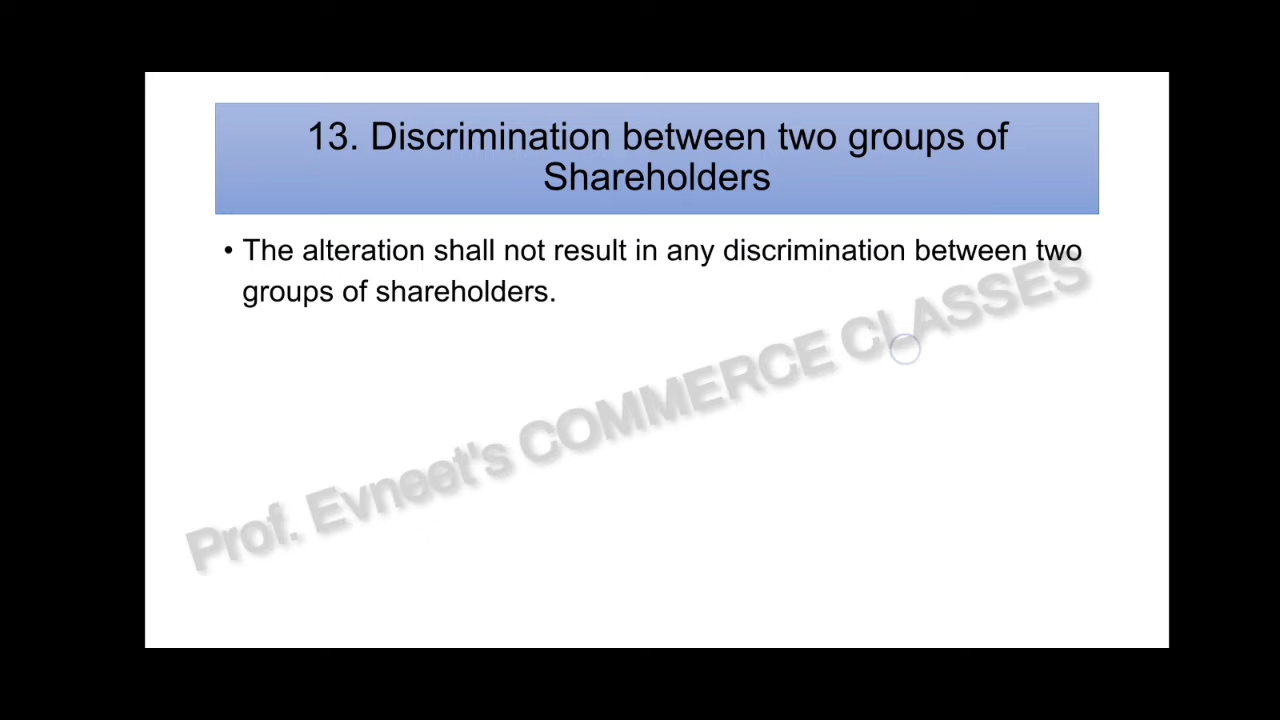 13. Discrimination between two groups of
Shareholders
• The alteration shall not result in any discrimination between two
groups of shareholders.
Prof. Evneet's COMMERCE CLASSES